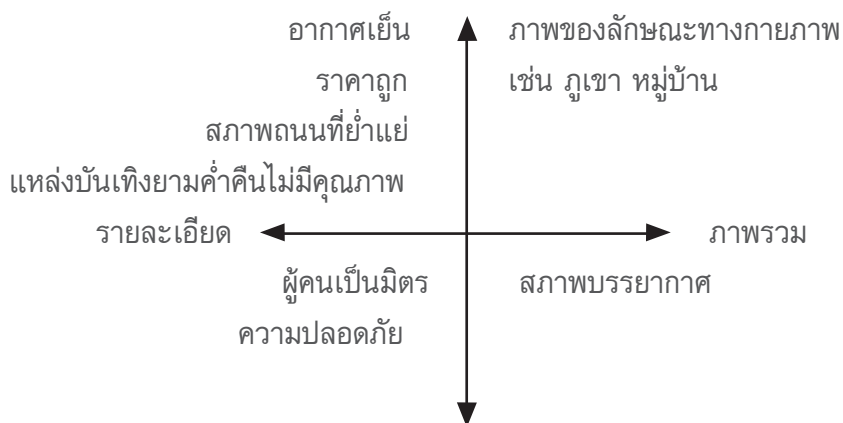 อากาศเย็น
ราคาถูก
สภาพถนนที่ย่ำแย่
แหล่งบันเทิงยามค่ำคืนไม่มีคุณภาพ
ภาพของลักษณะทางกายภาพ
เช่น ภูเขา หมู่บ้าน
รายละเอียด
ภาพรวม
ผู้คนเป็นมิตร
ความปลอดภัย
สภาพบรรยากาศ